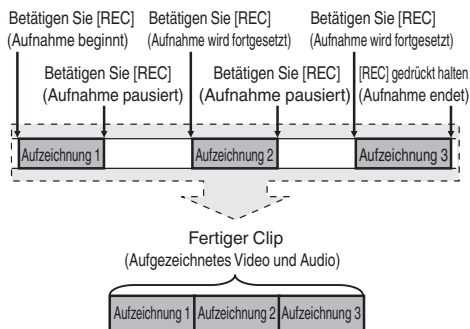 Betätigen Sie [REC]
(Aufnahme beginnt)
Betätigen Sie [REC]
(Aufnahme wird fortgesetzt)
Betätigen Sie [REC]
(Aufnahme wird fortgesetzt)
Betätigen Sie [REC]
(Aufnahme pausiert)
Betätigen Sie [REC]
(Aufnahme pausiert)
[REC] gedrückt halten
(Aufnahme endet)
Aufzeichnung 1
Aufzeichnung 2
Aufzeichnung 3
Fertiger Clip
(Aufgezeichnetes Video und Audio)
Aufzeichnung 1 Aufzeichnung 2 Aufzeichnung 3